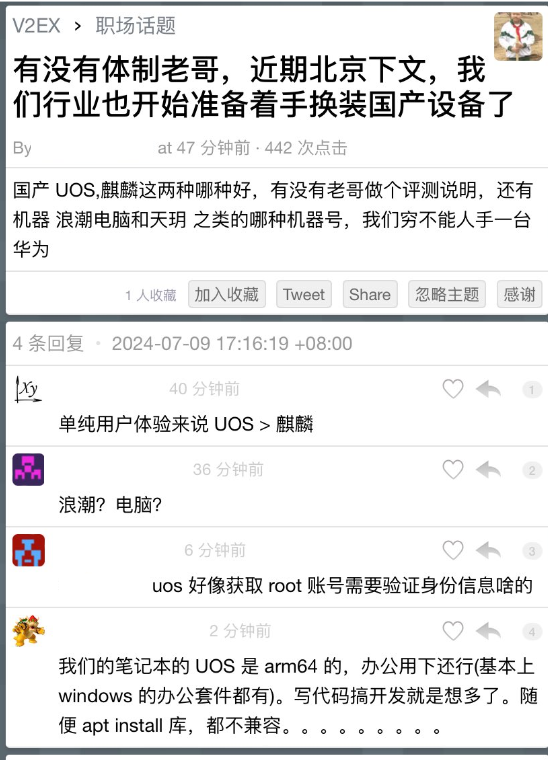 V2EX › 职场话题
有没有体制老哥，近期北京下文，我
们行业也开始准备着手换装国产设备了
By at 47 分钟前 · 442 次点击
国产 UOS,麒麟这两种哪种好，有没有老哥做个评测说明，还有
机器 浪潮电脑和天玥 之类的哪种机器号，我们穷不能人手一台
华为
1 人收藏 加入收藏 Tweet Share 忽略主题 感谢
4 条回复 • 2024-07-09 17:16:19 +08:00
xy 40 分钟前 1
单纯用户体验来说 UOS > 麒麟
36 分钟前 2
浪潮？电脑？
6 分钟前 3
uos 好像获取 root 账号需要验证身份信息啥的
2 分钟前 4
我们的笔记本的 UOS 是 arm64 的，办公用下还行(基本上
windows 的办公套件都有)。写代码搞开发就是想多了。随
便 apt install 库，都不兼容。。。。。。。。。